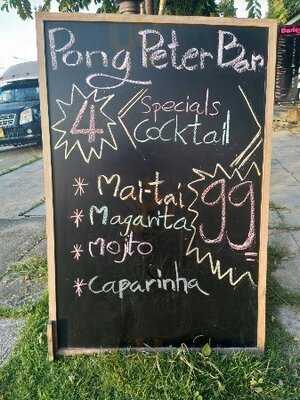 Pong Peter Bar
4 Specials
Cocktail
* Mai-tai
* Magarita
* Mojito
99
* caparinha